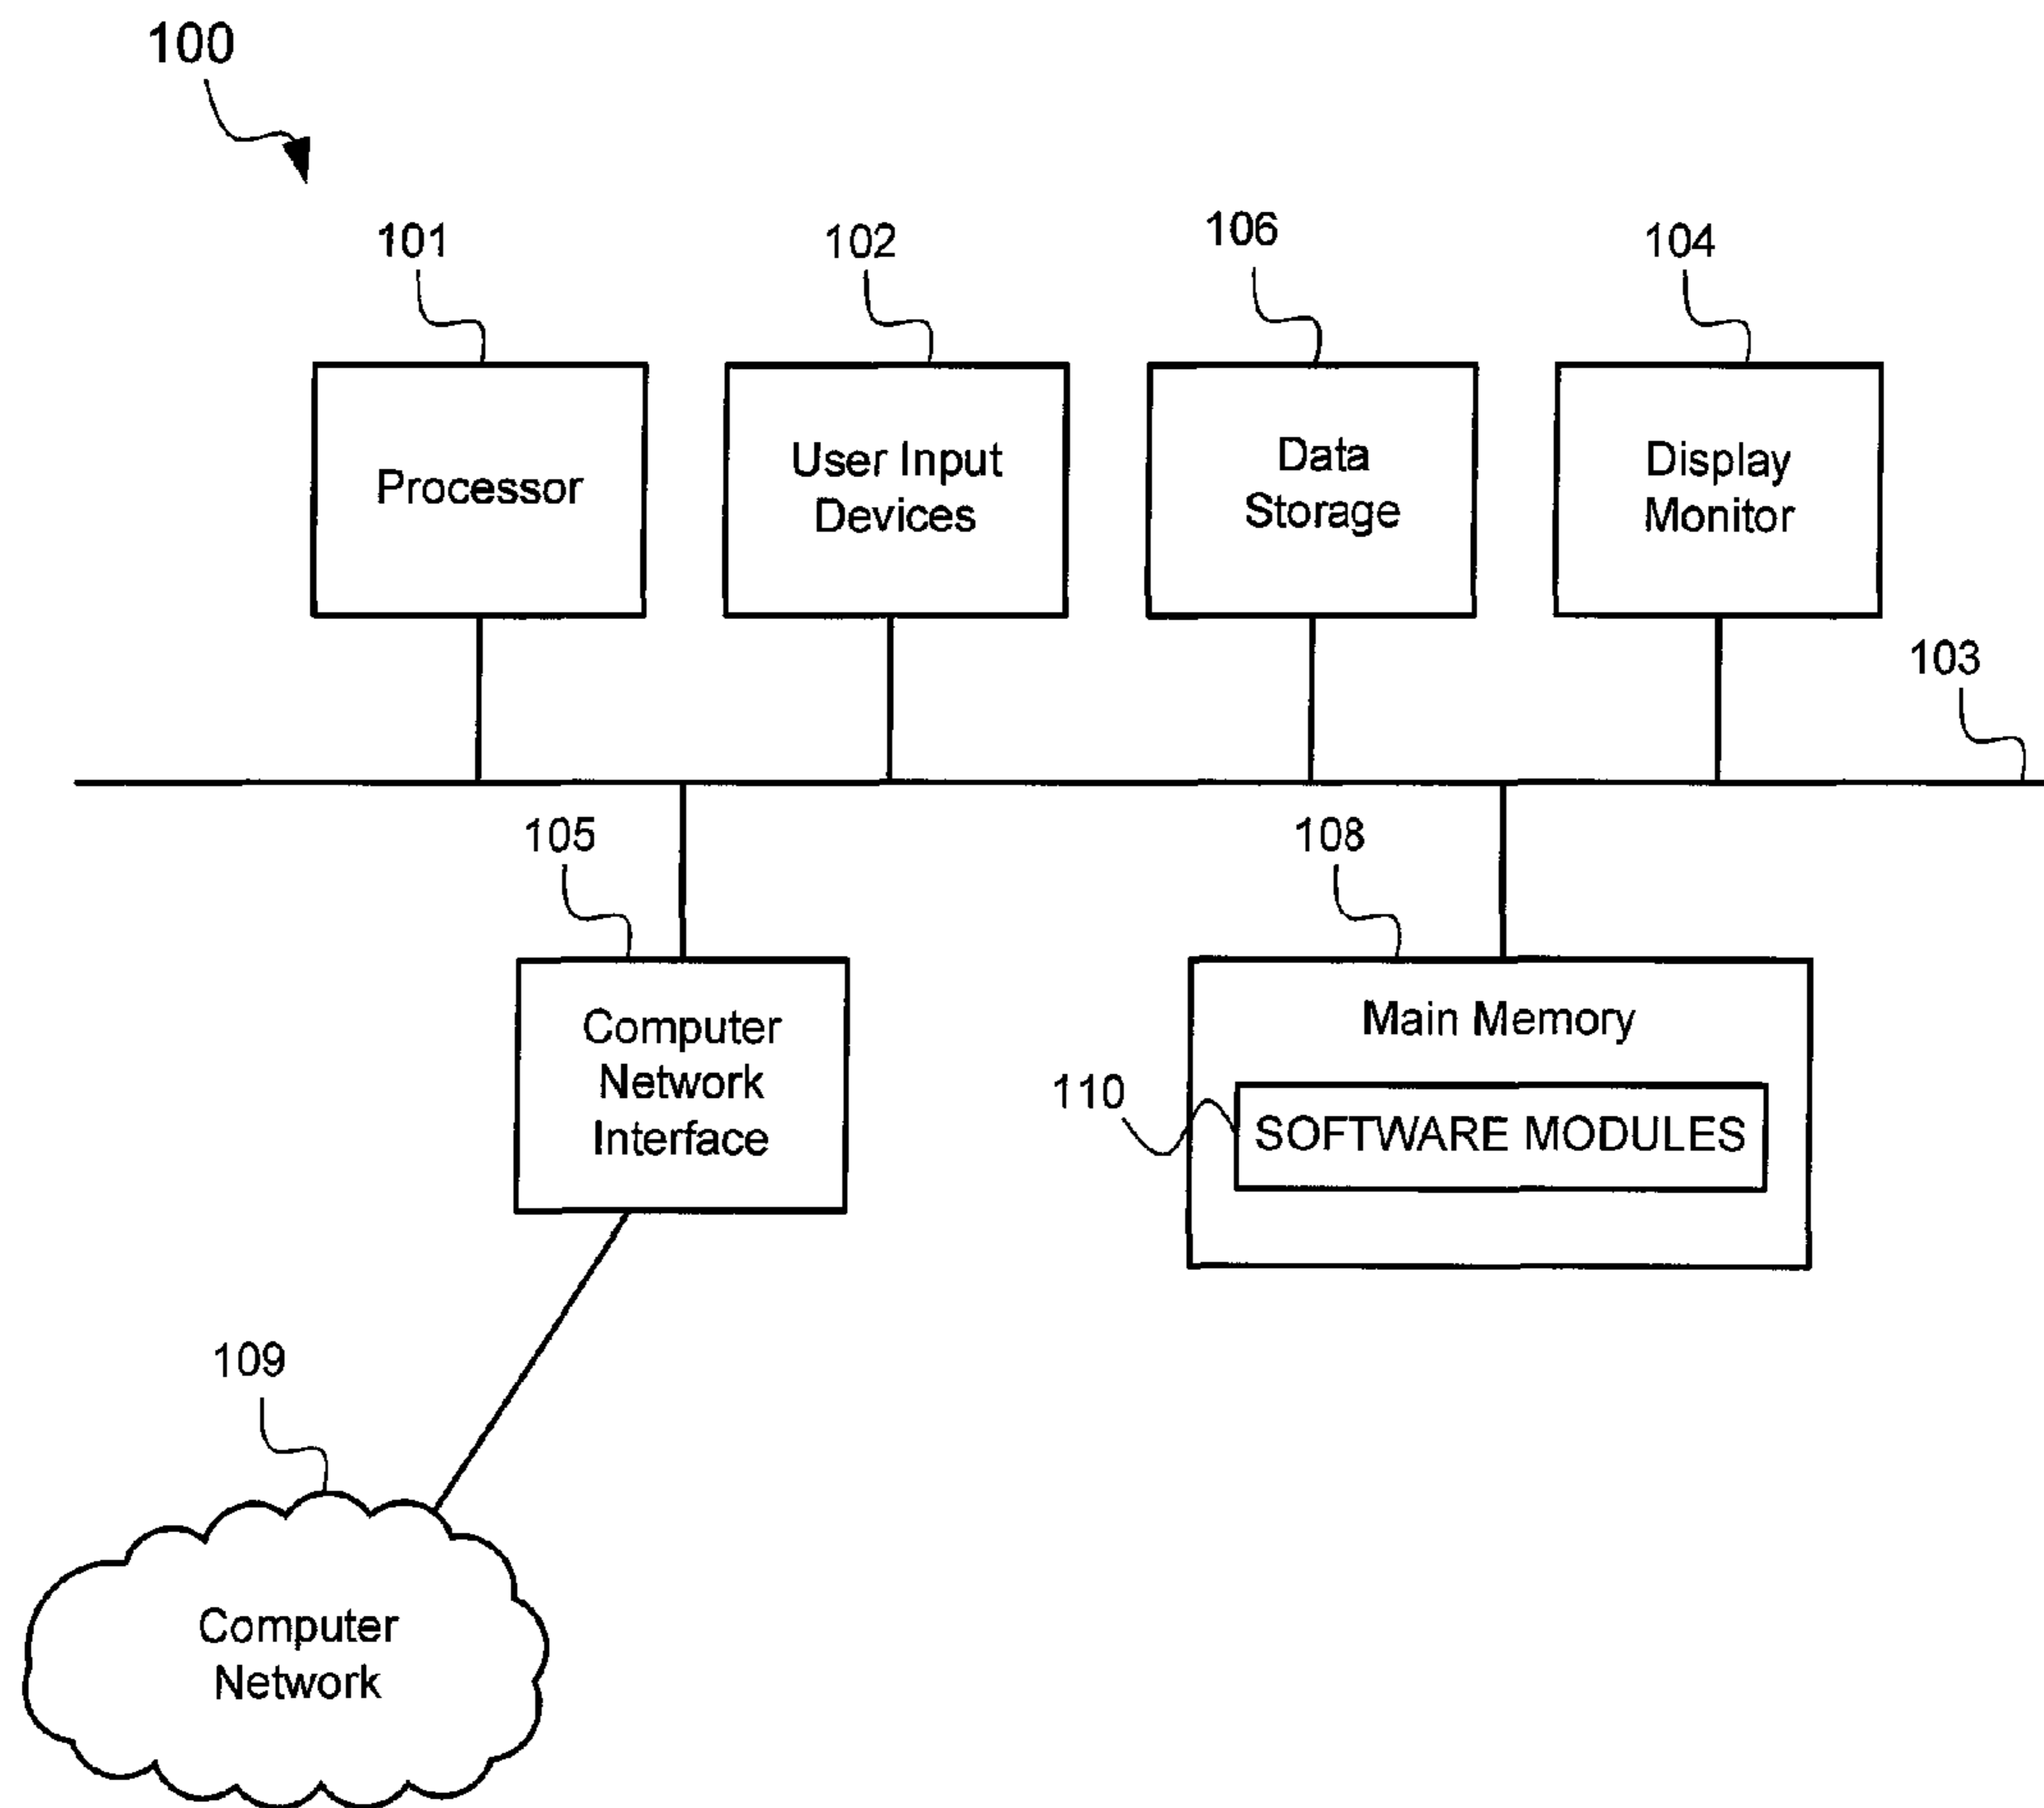 100
101
102
106
104
Processor
User Input
Devices
Data
Storage
Display
Monitor
103
105
108
Computer
Network
Interface
Main Memory
110
SOFTWARE MODULES
109
Computer
Network